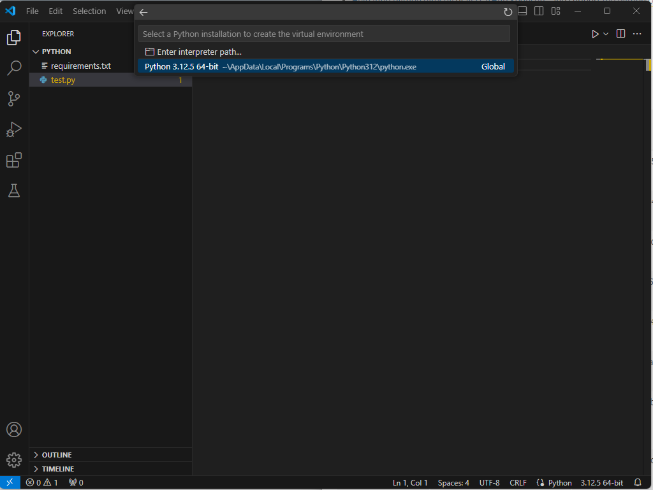 File Edit Selection View
Select a Python installation to create the virtual environment
Enter interpreter path...
Python 3.12.5 64-bit ~\AppData\Local\Programs\Python\Python312\python.exe Global
EXPLORER
PYTHON
requirements.txt
test.py 1
OUTLINE
TIMELINE
0 1 0 Ln 1, Col 1 Spaces: 4 UTF-8 CRLF Python 3.12.5 64-bit